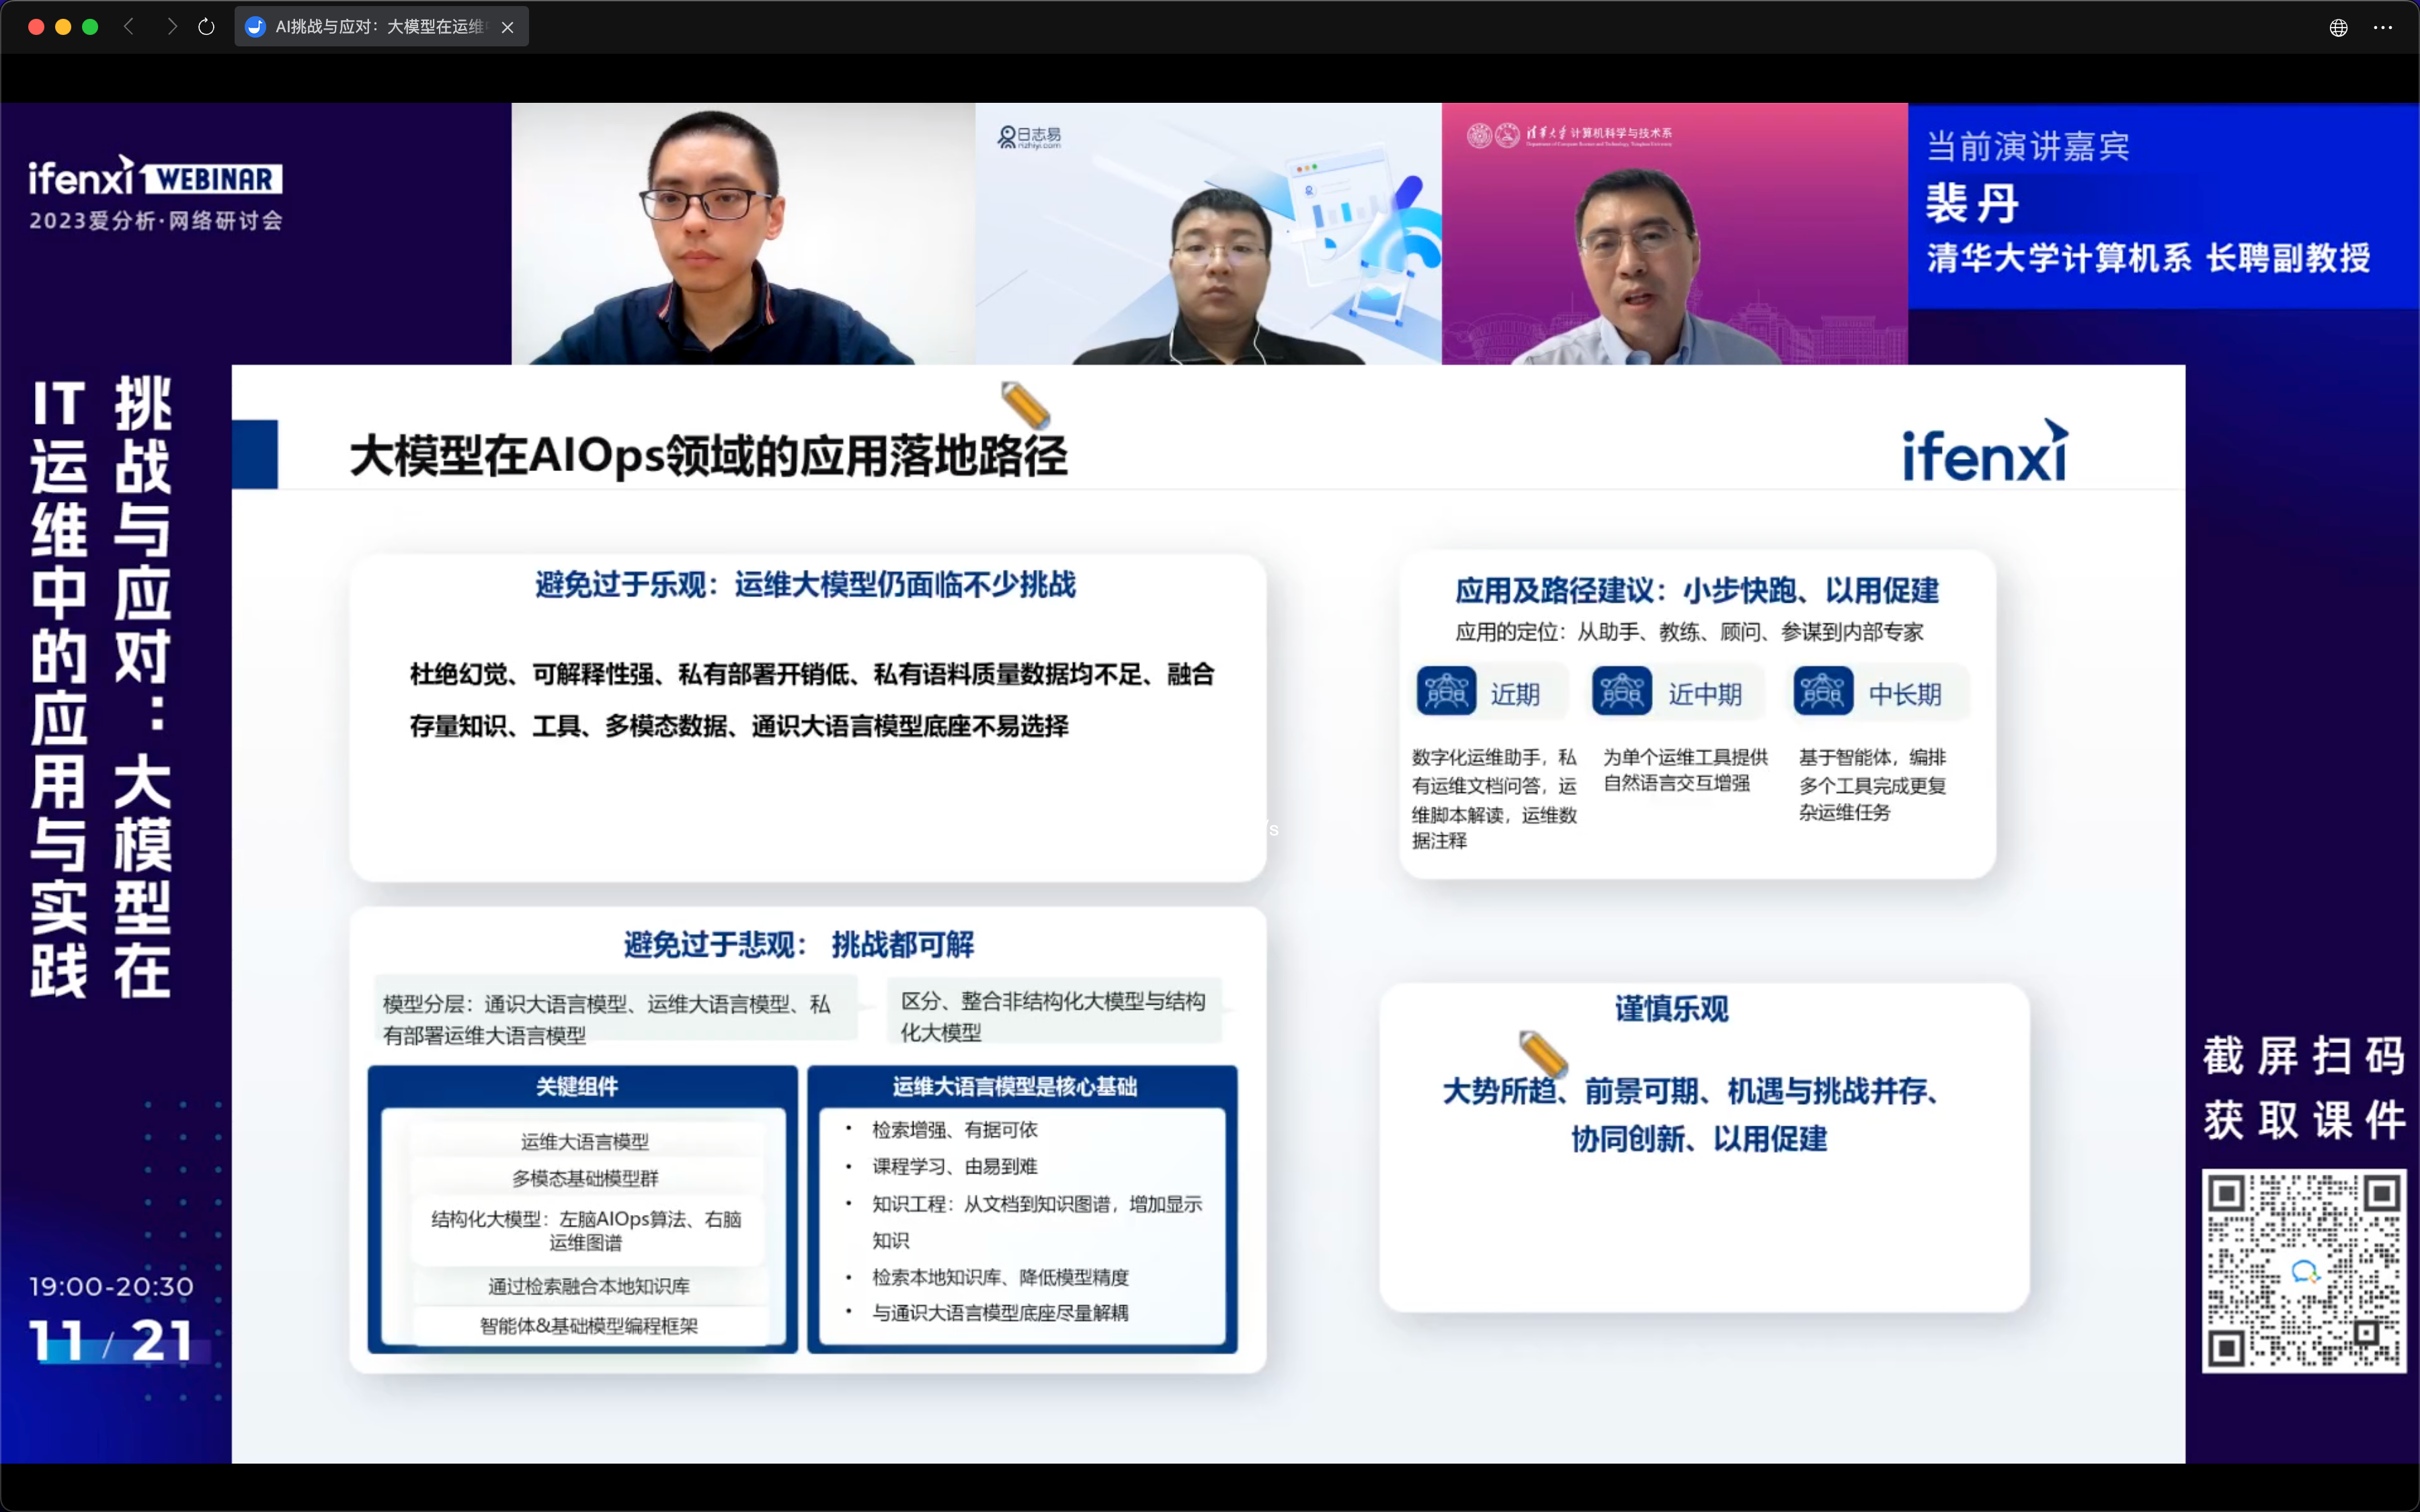 AI挑战与应对：大模型在运维
ifenxi WEBINAR
2023爱分析·网络研讨会
日志易
rizhiyi.com
清华大学 计算机科学与技术系
Department of Computer Science and Technology, Tsinghua University
当前演讲嘉宾
裴丹
清华大学计算机系 长聘副教授
挑战与应对：大模型在
IT运维中的应用与实践
19:00-20:30
11 / 21
大模型在AIOps领域的应用落地路径
ifenxi
避免过于乐观：运维大模型仍面临不少挑战
杜绝幻觉、可解释性强、私有部署开销低、私有语料质量数据均不足、融合
存量知识、工具、多模态数据、通识大语言模型底座不易选择
避免过于悲观： 挑战都可解
模型分层：通识大语言模型、运维大语言模型、私
有部署运维大语言模型
区分、整合非结构化大模型与结构
化大模型
关键组件
运维大语言模型
多模态基础模型群
结构化大模型：左脑AIOps算法、右脑
运维图谱
通过检索融合本地知识库
智能体&基础模型编程框架
运维大语言模型是核心基础
• 检索增强、有据可依
• 课程学习、由易到难
• 知识工程：从文档到知识图谱，增加显示
知识
• 检索本地知识库、降低模型精度
• 与通识大语言模型底座尽量解耦
应用及路径建议：小步快跑、以用促建
应用的定位：从助手、教练、顾问、参谋到内部专家
近期
数字化运维助手，私
有运维文档问答，运
维脚本解读，运维数
据注释
近中期
为单个运维工具提供
自然语言交互增强
中长期
基于智能体，编排
多个工具完成更复
杂运维任务
谨慎乐观
大势所趋、前景可期、机遇与挑战并存、
协同创新、以用促建
截屏扫码
获取课件